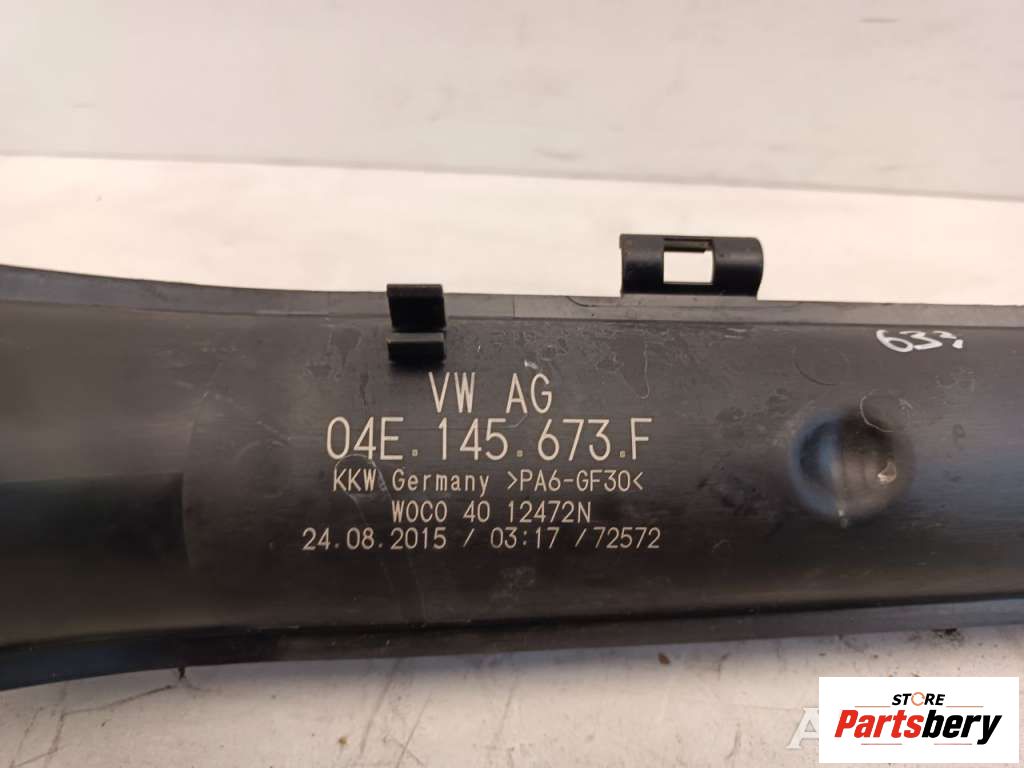 633
VW AG
04E.145.673.F
KKW Germany >PA6-GF30<
WOCO 40 12472N
24.08.2015 / 03:17 /72572
STORE
Partsbery